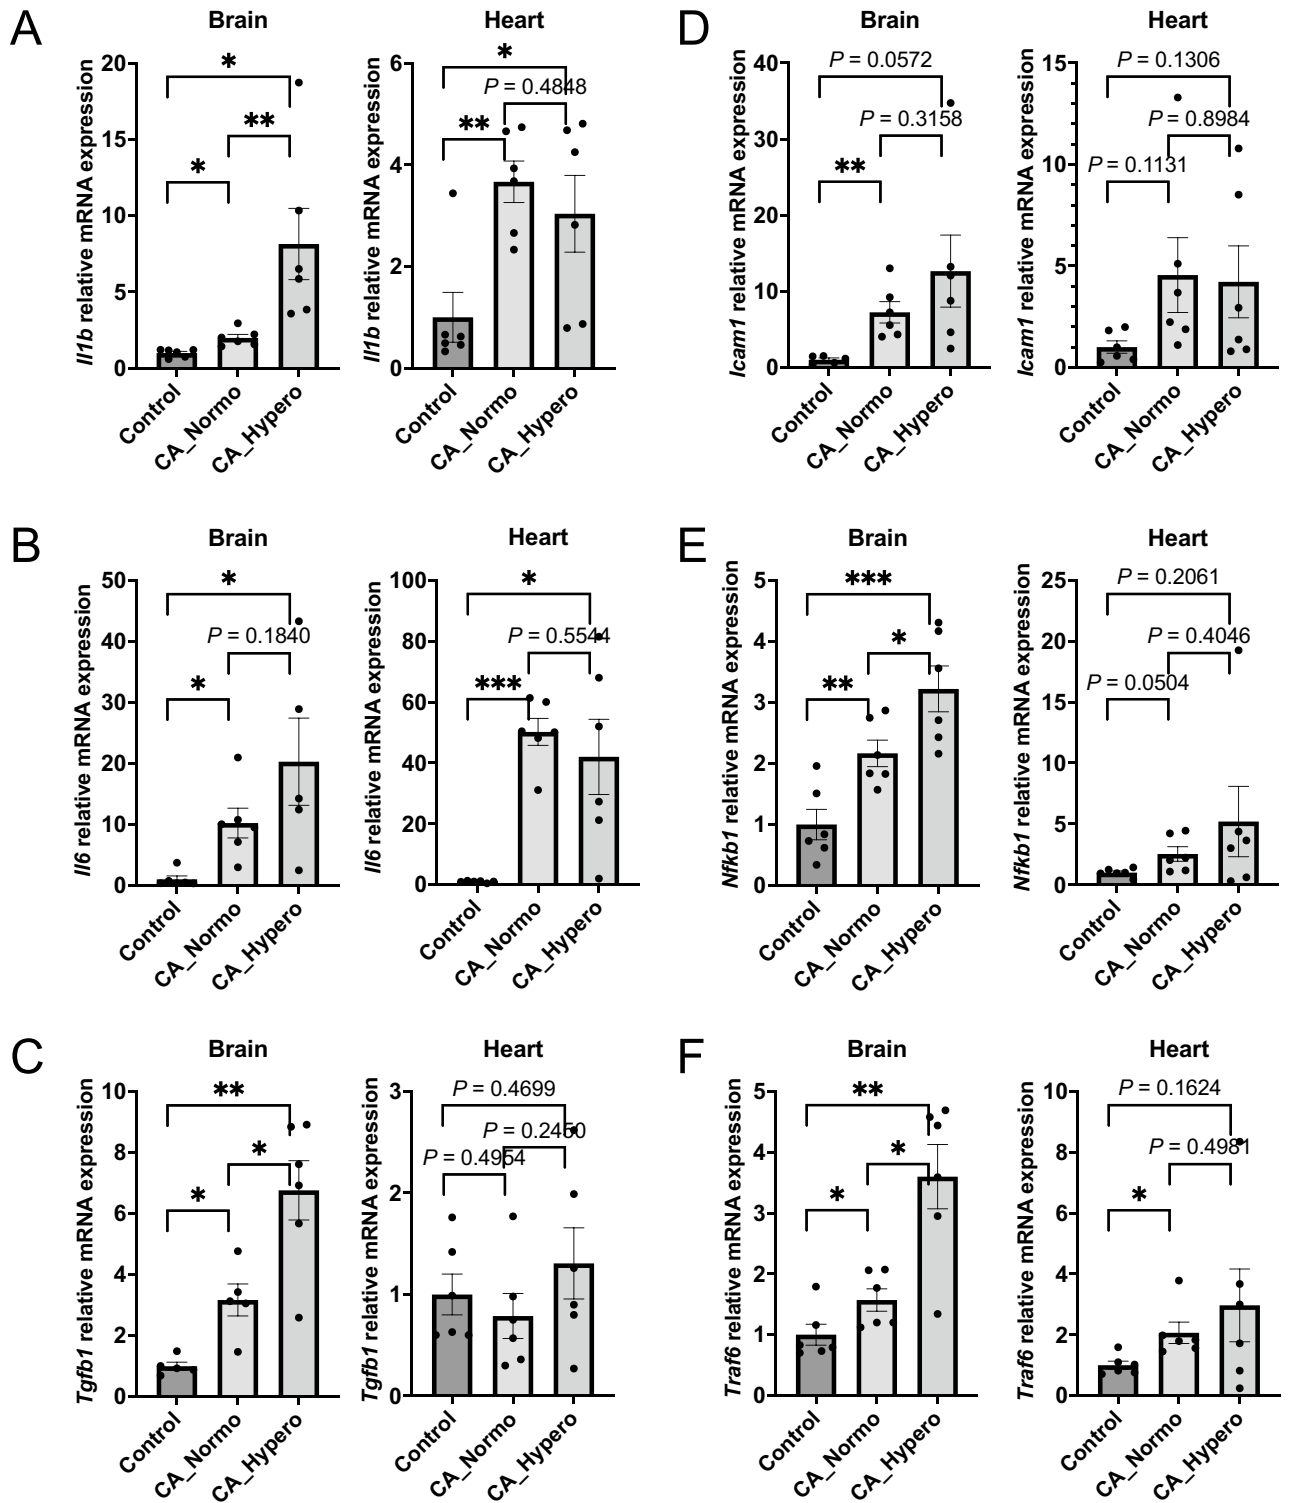 A
Brain
Il1b relative mRNA expression
20
15
10
5
0
*
**
*
Control
CA_Normo
CA_Hypero
Heart
Il1b relative mRNA expression
6
4
2
0
*
P = 0.4848
**
Control
CA_Normo
CA_Hypero
D
Brain
Icam1 relative mRNA expression
40
30
20
10
0
P = 0.0572
P = 0.3158
**
Control
CA_Normo
CA_Hypero
Heart
Icam1 relative mRNA expression
15
10
5
0
P = 0.1306
P = 0.8984
P = 0.1131
Control
CA_Normo
CA_Hypero
B
Brain
Il6 relative mRNA expression
50
40
30
20
10
0
*
P = 0.1840
*
Control
CA_Normo
CA_Hypero
Heart
Il6 relative mRNA expression
100
80
60
40
20
0
*
P = 0.5544
***
Control
CA_Normo
CA_Hypero
E
Brain
Nfkb1 relative mRNA expression
5
4
3
2
1
0
***
*
**
Control
CA_Normo
CA_Hypero
Heart
Nfkb1 relative mRNA expression
25
20
15
10
5
0
P = 0.2061
P = 0.4046
P = 0.0504
Control
CA_Normo
CA_Hypero
C
Brain
Tgfb1 relative mRNA expression
10
8
6
4
2
0
**
*
*
Control
CA_Normo
CA_Hypero
Heart
Tgfb1 relative mRNA expression
3
2
1
0
P = 0.4699
P = 0.2450
P = 0.4954
Control
CA_Normo
CA_Hypero
F
Brain
Traf6 relative mRNA expression
5
4
3
2
1
0
**
*
*
Control
CA_Normo
CA_Hypero
Heart
Traf6 relative mRNA expression
10
8
6
4
2
0
P = 0.1624
P = 0.4981
*
Control
CA_Normo
CA_Hypero